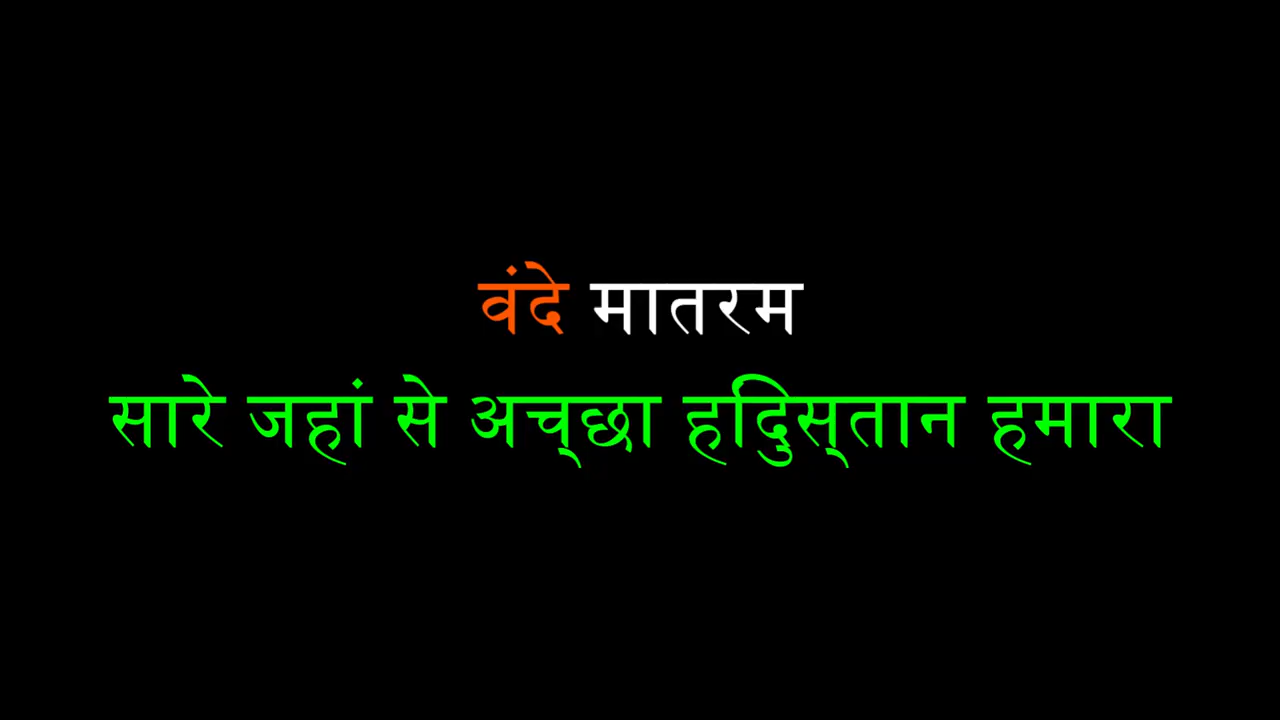 वंदे मातरम
सारे जहां से अच्छा हिंदुस्तान हमारा